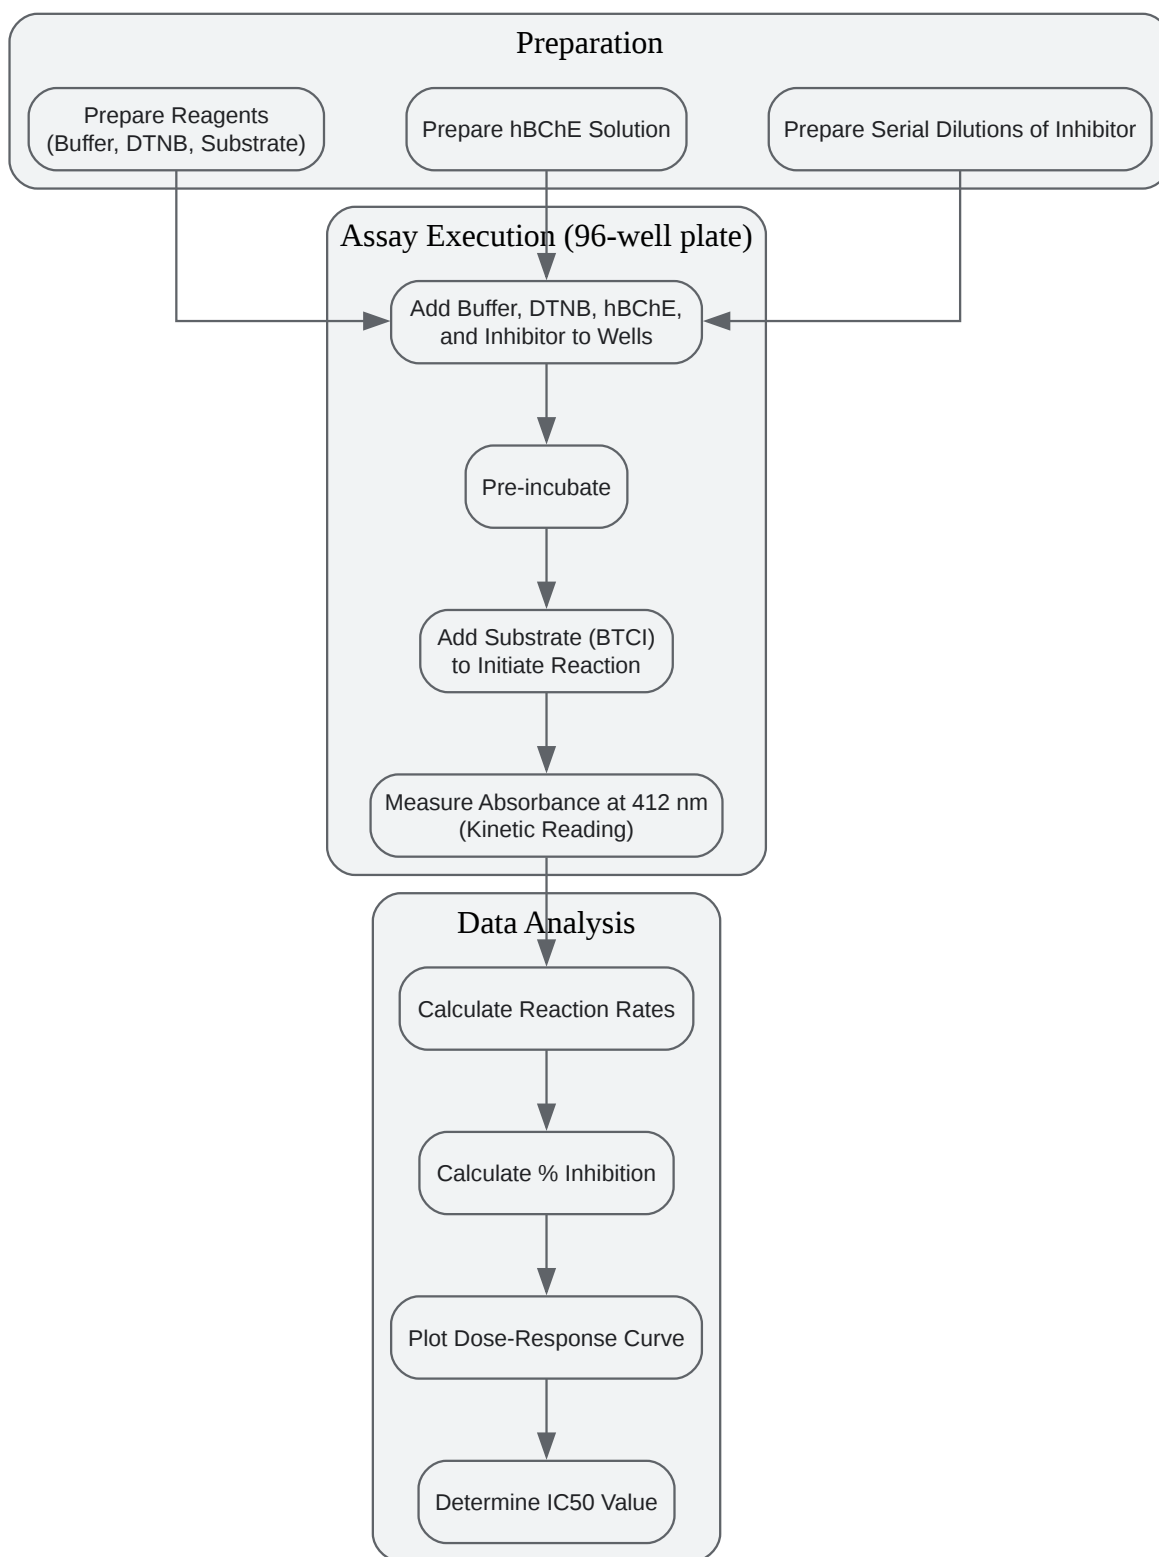 Preparation
Prepare Reagents
(Buffer, DTNB, Substrate)
Prepare hBChE Solution
Prepare Serial Dilutions of Inhibitor
Assay Execution (96-well plate)
Add Buffer, DTNB, hBChE,
and Inhibitor to Wells
Pre-incubate
Add Substrate (BTCI)
to Initiate Reaction
Measure Absorbance at 412 nm
(Kinetic Reading)
Data Analysis
Calculate Reaction Rates
Calculate % Inhibition
Plot Dose-Response Curve
Determine IC50 Value